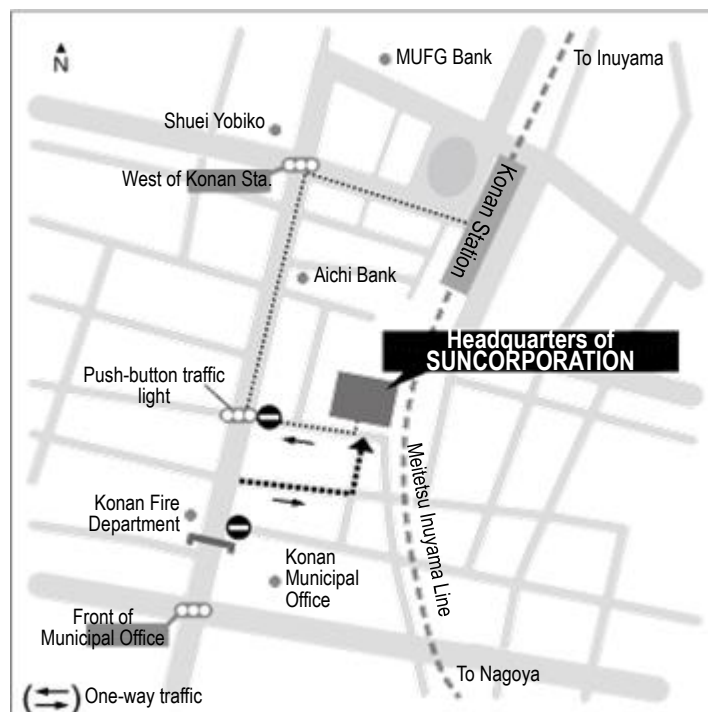 N
MUFG Bank
To Inuyama
Shuei Yobiko
West of Konan Sta.
Konan Station
Aichi Bank
Headquarters of
SUNCORPORATION
Push-button traffic
light
Konan Fire
Department
Meitetsu Inuyama Line
Konan
Municipal
Office
Front of
Municipal Office
To Nagoya
( ) One-way traffic